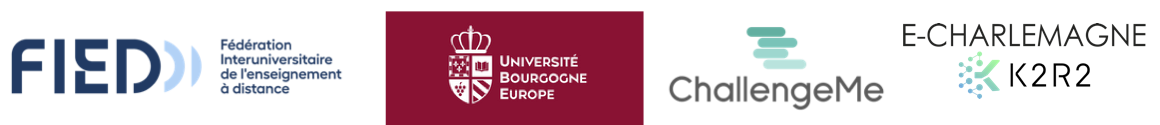 FIED
Fédération
Interuniversitaire
de l'enseignement
à distance
UNIVERSITÉ
BOURGOGNE
EUROPE
ChallengeMe
E-CHARLEMAGNE
K2R2